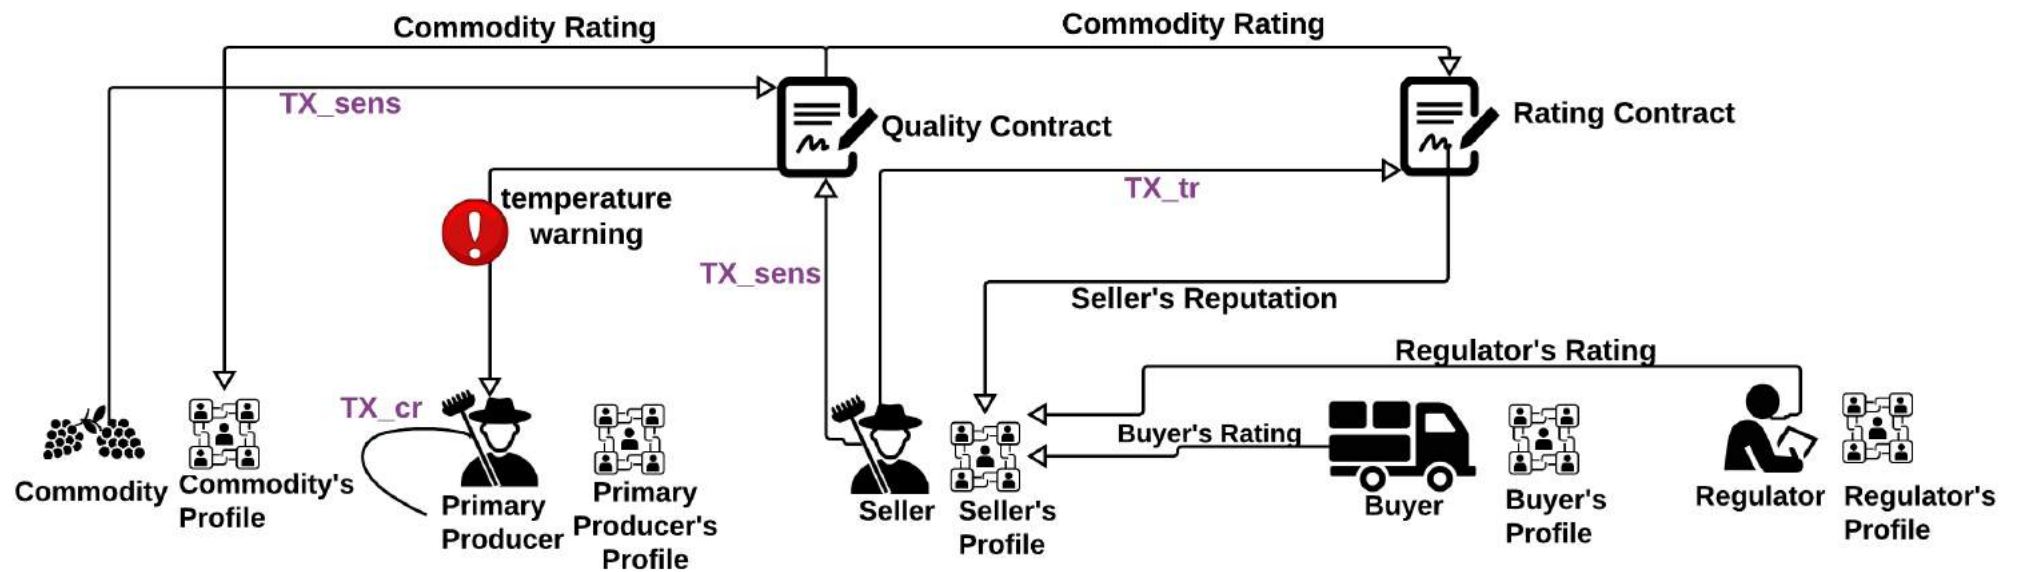 Commodity Rating
Commodity Rating
TX_sens
Quality Contract
Rating Contract
TX_tr
temperature
warning
TX_sens
Seller's Reputation
Regulator's Rating
TX_cr
Buyer's Rating
Commodity
Commodity's
Profile
Primary
Producer
Primary
Producer's
Profile
Seller
Seller's
Profile
Buyer
Buyer's
Profile
Regulator
Regulator's
Profile